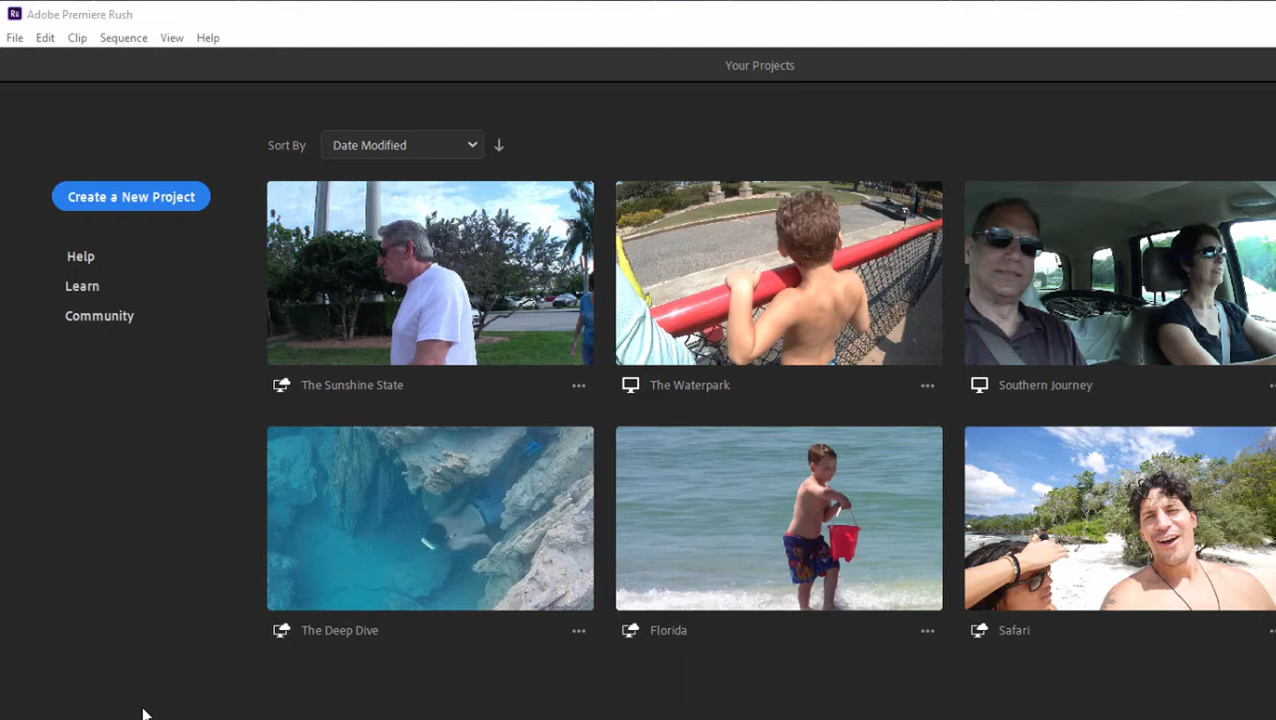 Ru Adobe Premiere Rush
File Edit Clip Sequence View Help
Your Projects
Sort By Date Modified
Create a New Project
Help
Learn
Community
The Sunshine State
The Waterpark
Southern Journey
The Deep Dive
Florida
Safari